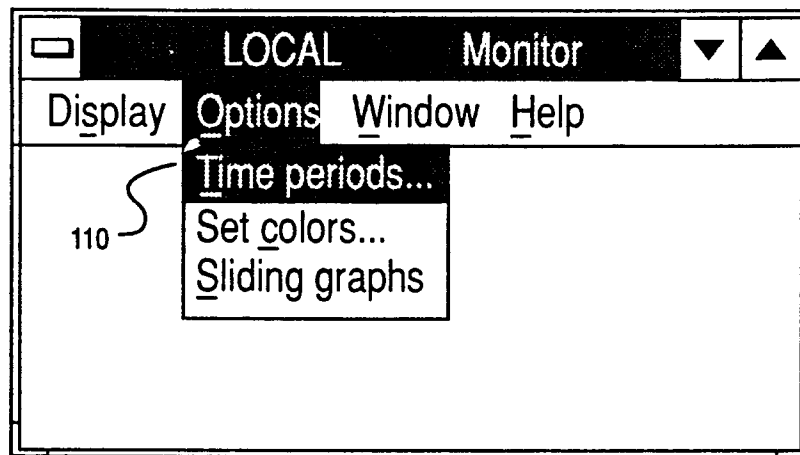 LOCAL Monitor
Display Options Window Help
Time periods...
110
Set colors...
Sliding graphs